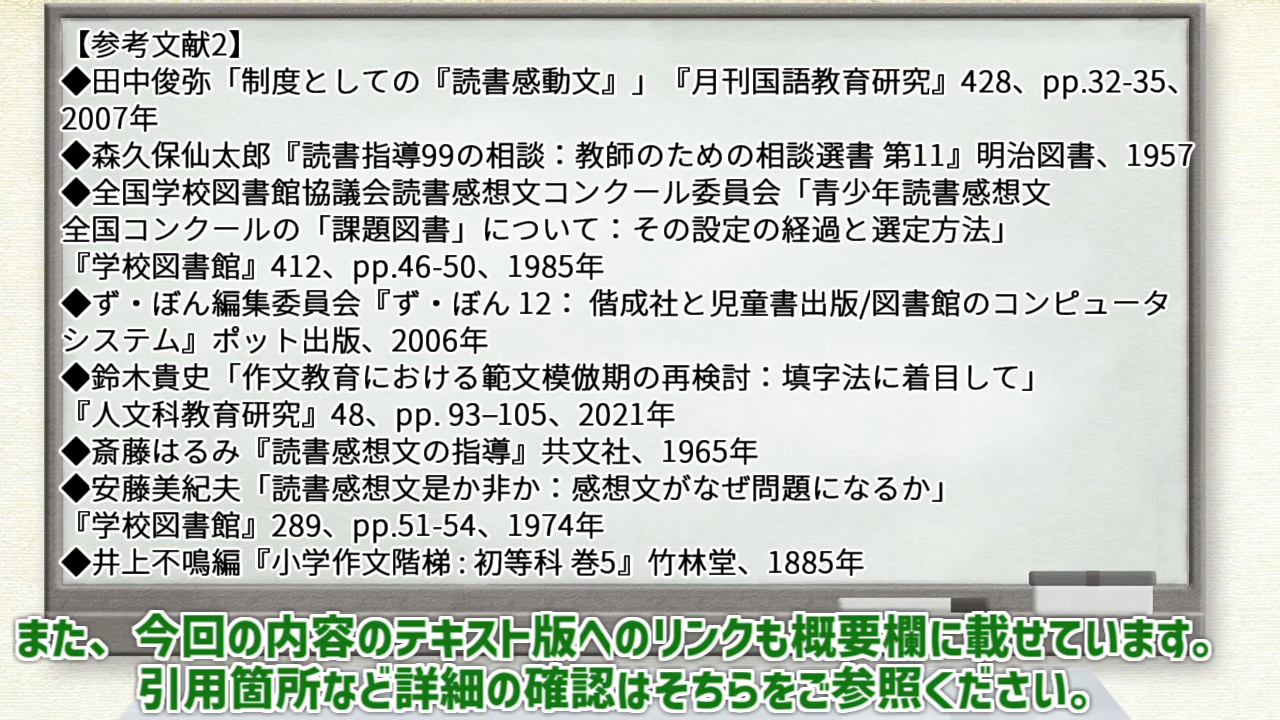 【参考文献2】
◆田中俊弥「制度としての『読書感動文』」『月刊国語教育研究』428、pp.32-35、
2007年
◆森久保仙太郎『読書指導99の相談：教師のための相談選書 第11』明治図書、1957
◆全国学校図書館協議会読書感想文コンクール委員会「青少年読書感想文
全国コンクールの「課題図書」について：その設定の経過と選定方法」
『学校図書館』412、pp.46-50、1985年
◆ず・ぼん編集委員会『ず・ぼん 12： 偕成社と児童書出版/図書館のコンピュータ
システム』ポット出版、2006年
◆鈴木貴史「作文教育における範文模倣期の再検討：填字法に着目して」
『人文科教育研究』48、pp. 93–105、2021年
◆斎藤はるみ『読書感想文の指導』共文社、1965年
◆安藤美紀夫「読書感想文是か非か：感想文がなぜ問題になるか」
『学校図書館』289、pp.51-54、1974年
◆井上不鳴編『小学作文階梯 : 初等科 巻5』竹林堂、1885年
また、今回の内容のテキスト版へのリンクも概要欄に載せています。
引用箇所など詳細の確認はそちらをご参照ください。